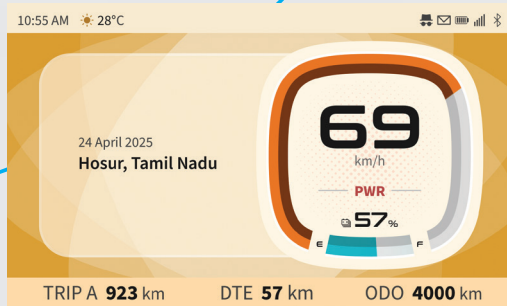 10:55 AM 28°C
24 April 2025
Hosur, Tamil Nadu
69
km/h
PWR
57%
E F
TRIP A 923 km DTE 57 km ODO 4000 km